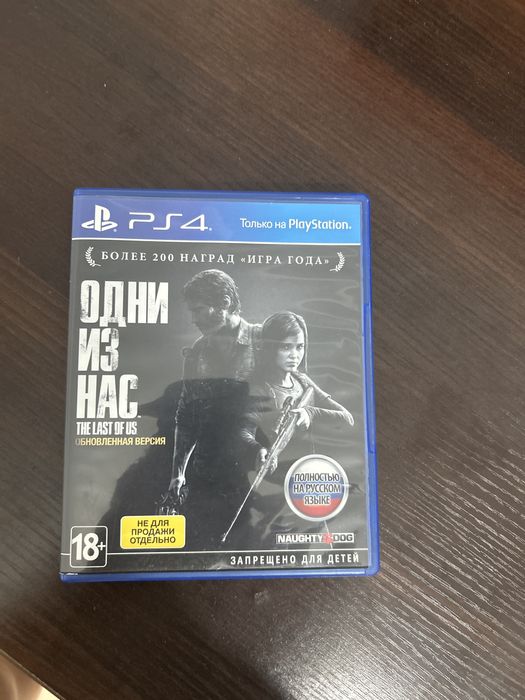 PS4
Только на PlayStation.
БОЛЕЕ 200 НАГРАД «ИГРА ГОДА»
ОДНИ
ИЗ
НАС
THE LAST OF US
ОБНОВЛЕННАЯ ВЕРСИЯ
ПОЛНОСТЬЮ
НА РУССКОМ
ЯЗЫКЕ
НЕ ДЛЯ
ПРОДАЖИ
ОТДЕЛЬНО
18+
NAUGHTY DOG
ЗАПРЕЩЕНО ДЛЯ ДЕТЕЙ